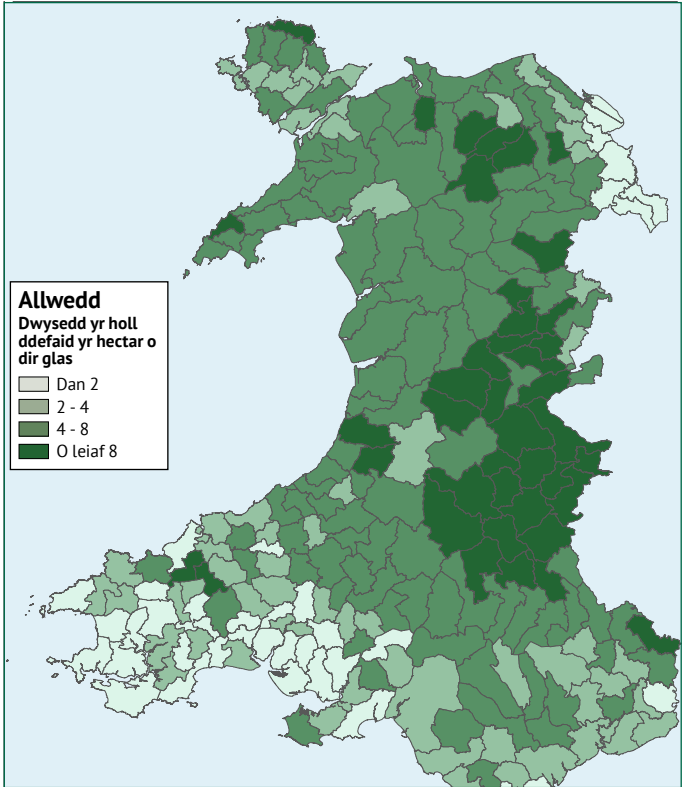 Allwedd
Dwysedd yr holl
ddefaid yr hectar o
dir glas
Dan 2
2 - 4
4 - 8
O leiaf 8